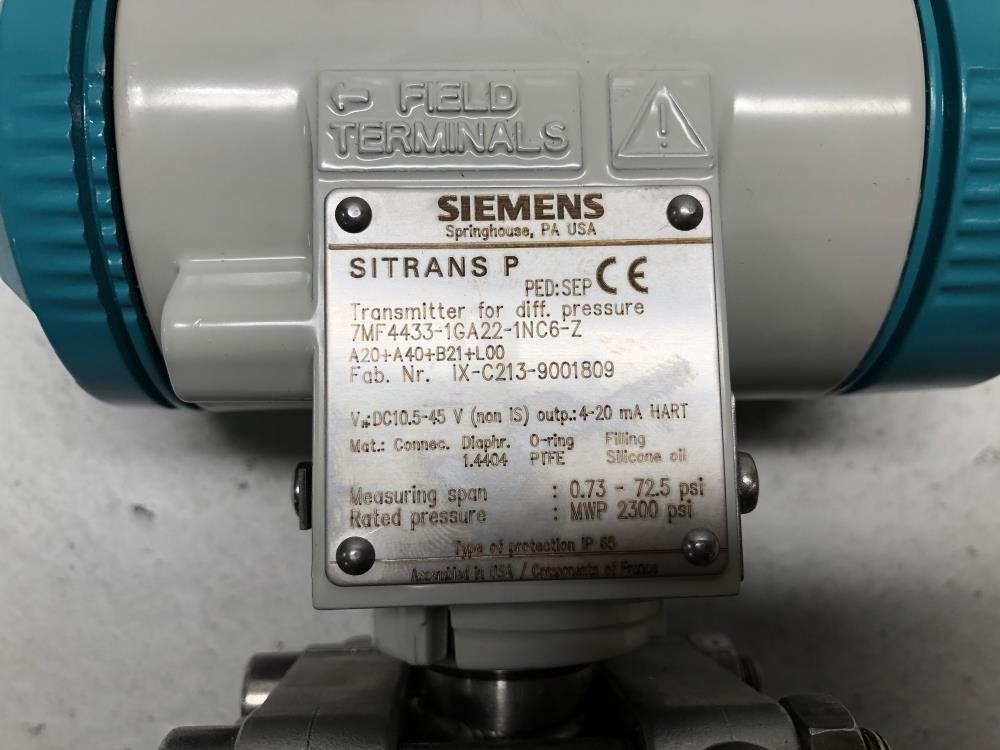 ⇦ FIELD
TERMINALS
SIEMENS
Springhouse, PA USA
SITRANS P
PED:SEP CE
Transmitter for diff. pressure
7MF4433-1GA22-1NC6-Z
A20+A40+B21+L00
Fab. Nr. IX-C213-9001809
VH:DC10.5-45 V (non IS) outp.:4-20 mA HART
Mat.: Connec. Diaphr. O-ring Filling
1.4404 PTFE Silicone oil
Measuring span : 0.73 - 72.5 psi
Rated pressure : MWP 2300 psi
Type of protection IP 65
Assembled in USA / Components of France